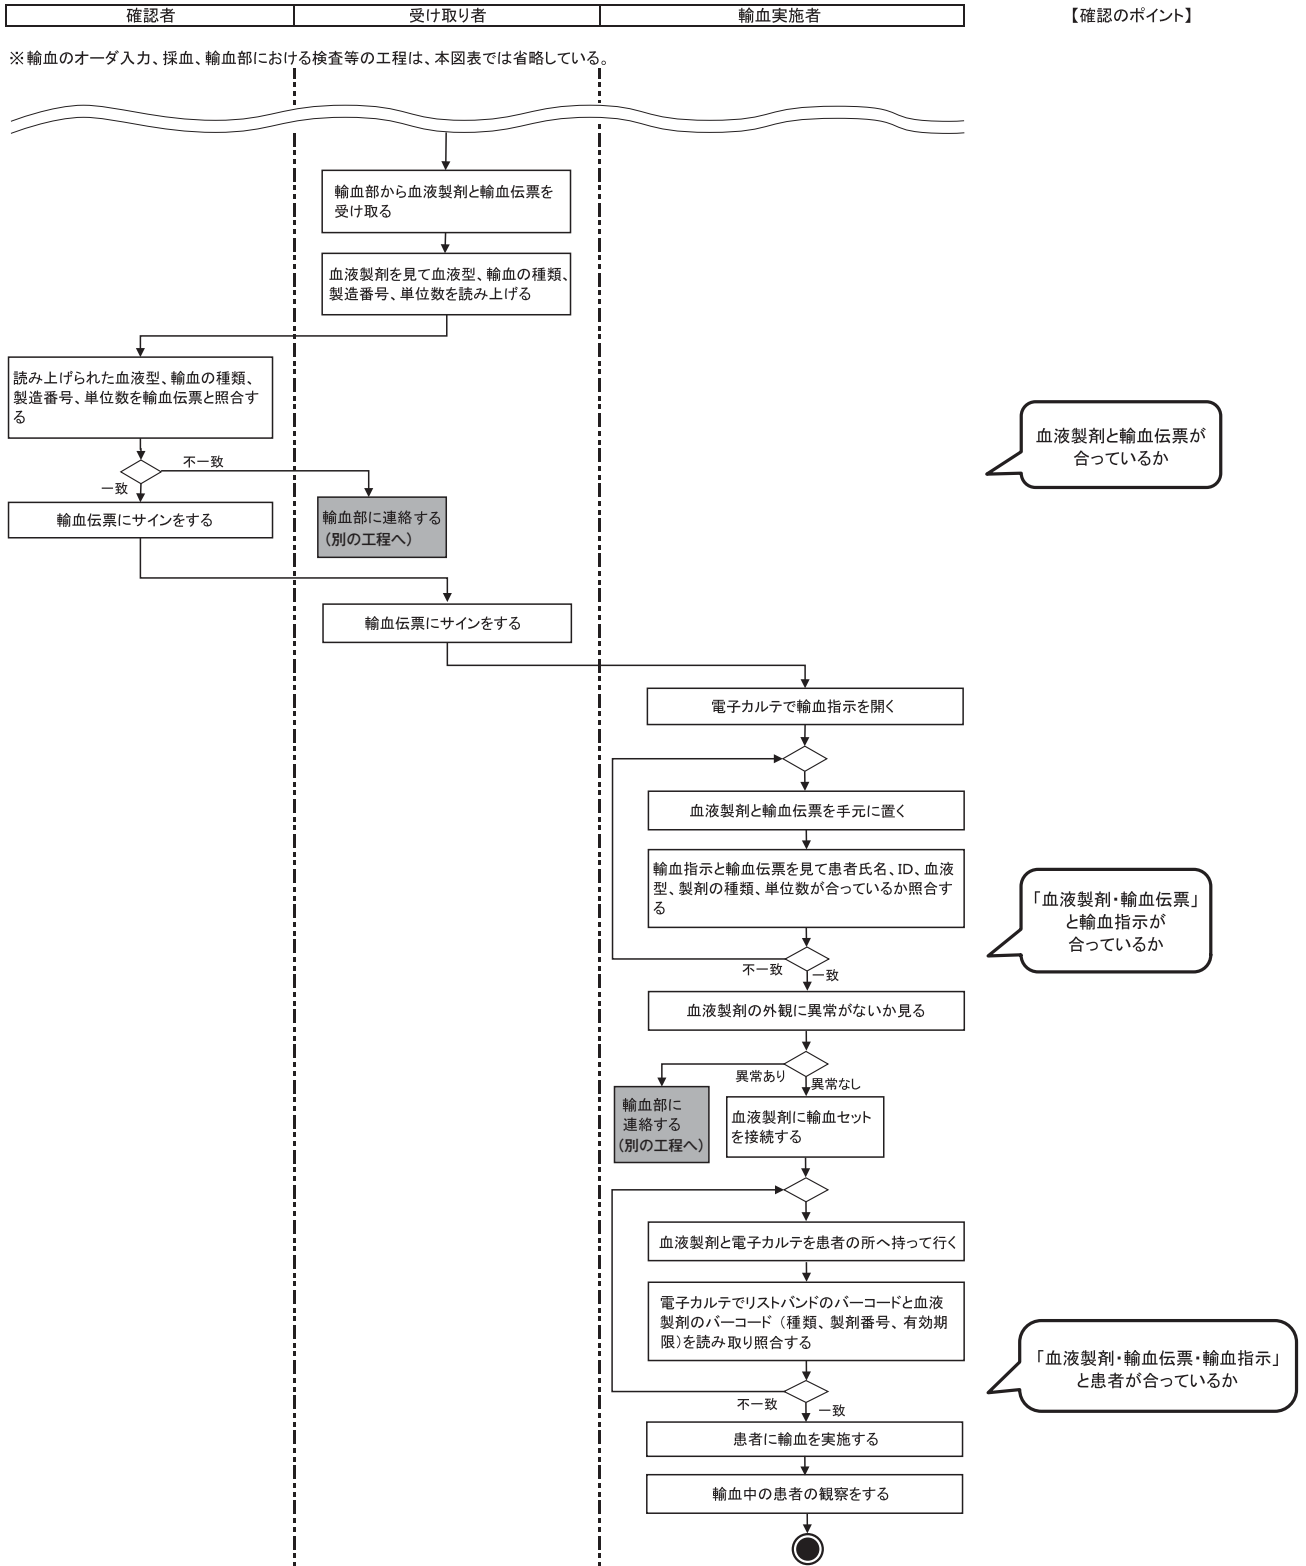 確認者
受け取り者
輸血実施者
【確認のポイント】
※輸血のオーダ入力、採血、輸血部における検査等の工程は、本図表では省略している。
輸血部から血液製剤と輸血伝票を
受け取る
血液製剤を見て血液型、輸血の種類、
製造番号、単位数を読み上げる
読み上げられた血液型、輸血の種類、
製造番号、単位数を輸血伝票と照合す
る
血液製剤と輸血伝票が
合っているか
不一致
一致
輸血伝票にサインをする
輸血部に連絡する
(別の工程へ)
輸血伝票にサインをする
電子カルテで輸血指示を開く
血液製剤と輸血伝票を手元に置く
輸血指示と輸血伝票を見て患者氏名、ID、血液
型、製剤の種類、単位数が合っているか照合す
る
「血液製剤・輸血伝票」
と輸血指示が
合っているか
不一致
一致
血液製剤の外観に異常がないか見る
異常あり
異常なし
輸血部に
連絡する
(別の工程へ)
血液製剤に輸血セット
を接続する
血液製剤と電子カルテを患者の所へ持って行く
電子カルテでリストバンドのバーコードと血液
製剤のバーコード（種類、製剤番号、有効期
限)を読み取り照合する
「血液製剤・輸血伝票・輸血指示」
と患者が合っているか
不一致
一致
患者に輸血を実施する
輸血中の患者の観察をする